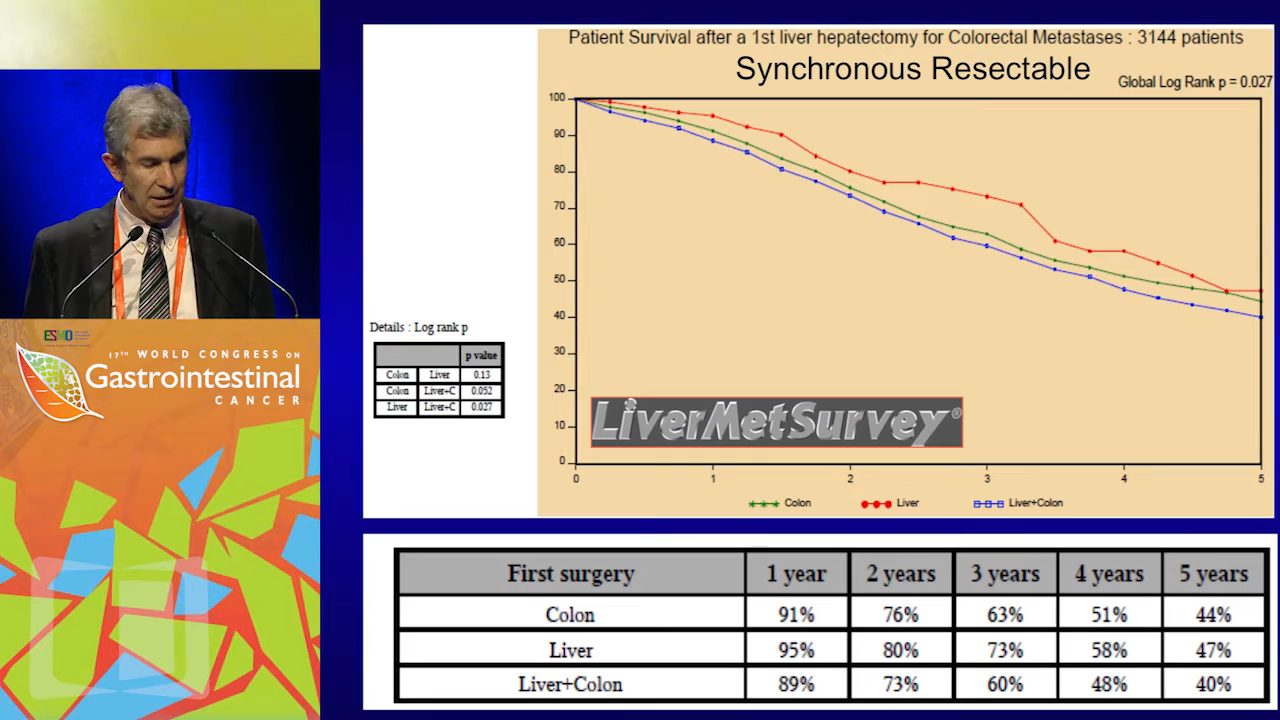 ESMO
17TH WORLD CONGRESS ON
Gastrointestinal
CANCER
Patient Survival after a 1st liver hepatectomy for Colorectal Metastases : 3144 patients
Synchronous Resectable
Global Log Rank p = 0.027
100
90
80
70
60
50
40
30
20
10
0
0 1 2 3 4 5
LiverMetSurvey®
Colon Liver Liver+Colon
Details : Log rank p
p value
Colon Liver 0.13
Colon Liver+C 0.052
Liver Liver+C 0.027
First surgery 1 year 2 years 3 years 4 years 5 years
Colon 91% 76% 63% 51% 44%
Liver 95% 80% 73% 58% 47%
Liver+Colon 89% 73% 60% 48% 40%